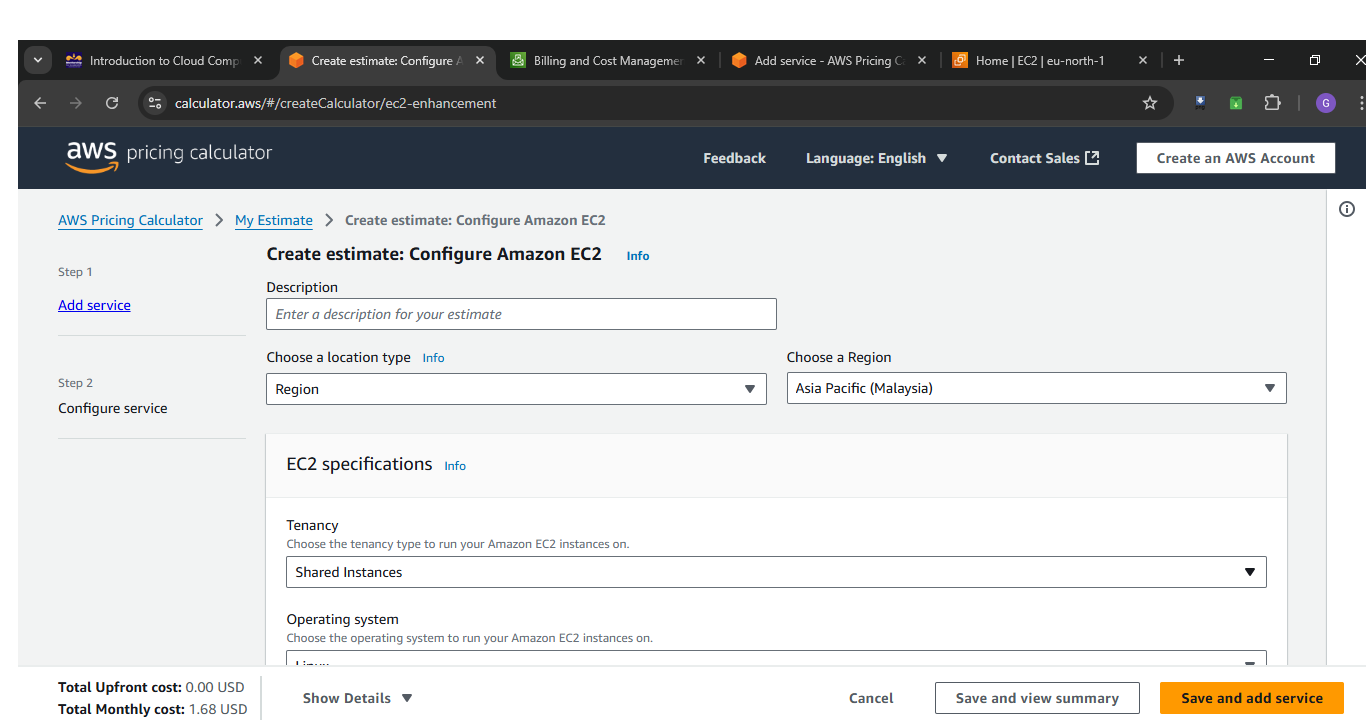 Introduction to Cloud Comp
Create estimate: Configure A
Billing and Cost Managemen
Add service - AWS Pricing C
Home | EC2 | eu-north-1
calculator.aws/#/createCalculator/ec2-enhancement
G
aws pricing calculator
Feedback
Language: English
Contact Sales
Create an AWS Account
AWS Pricing Calculator > My Estimate > Create estimate: Configure Amazon EC2
Step 1
Add service
Step 2
Configure service
Create estimate: Configure Amazon EC2 Info
Description
Enter a description for your estimate
Choose a location type Info
Region
Choose a Region
Asia Pacific (Malaysia)
EC2 specifications Info
Tenancy
Choose the tenancy type to run your Amazon EC2 instances on.
Shared Instances
Operating system
Choose the operating system to run your Amazon EC2 instances on.
Linux
Total Upfront cost: 0.00 USD
Total Monthly cost: 1.68 USD
Show Details
Cancel
Save and view summary
Save and add service